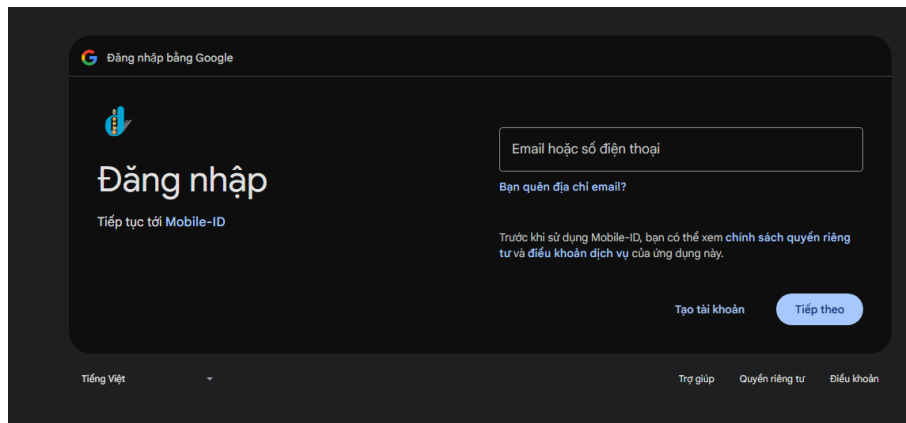 Đăng nhập bằng Google
Đăng nhập
Tiếp tục tới Mobile-ID
Email hoặc số điện thoại
Bạn quên địa chỉ email?
Trước khi sử dụng Mobile-ID, bạn có thể xem chính sách quyền riêng
tư và điều khoản dịch vụ của ứng dụng này.
Tạo tài khoản
Tiếp theo
Tiếng Việt
Trợ giúp
Quyền riêng tư
Điều khoản